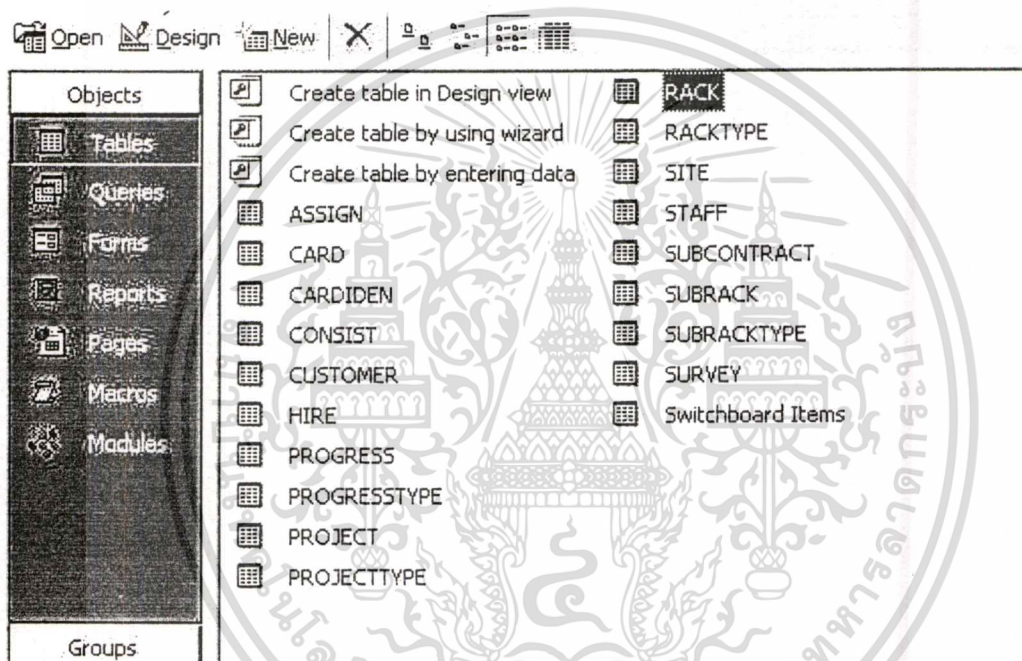 Open Design New
Objects
Tables
Queries
Forms
Reports
Pages
Macros
Modules
Groups
Create table in Design view
Create table by using wizard
Create table by entering data
ASSIGN
CARD
CARDIDEN
CONSIST
CUSTOMER
HIRE
PROGRESS
PROGRESSTYPE
PROJECT
PROJECTTYPE
RACK
RACKTYPE
SITE
STAFF
SUBCONTRACT
SUBRACK
SUBRACKTYPE
SURVEY
Switchboard Items